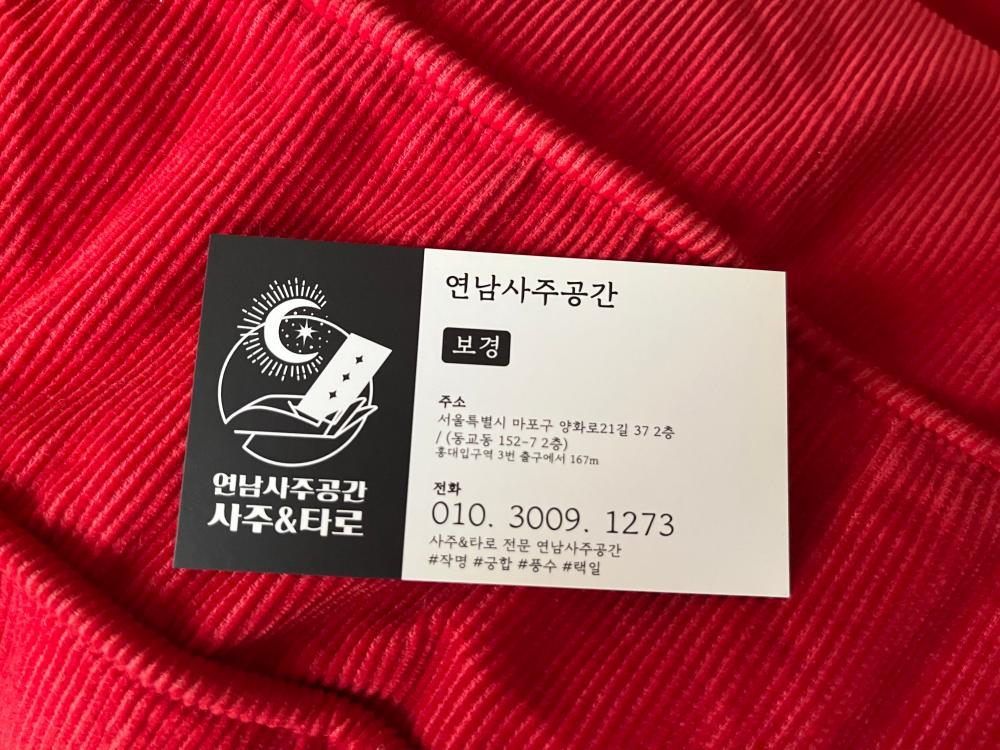 연남사주공간
사주&타로
연남사주공간
보경
주소
서울특별시 마포구 양화로21길 37 2층
/ (동교동 152-7 2층)
홍대입구역 3번 출구에서 167m
전화
010. 3009. 1273
사주&타로 전문 연남사주공간
#작명 #궁합 #풍수 #택일